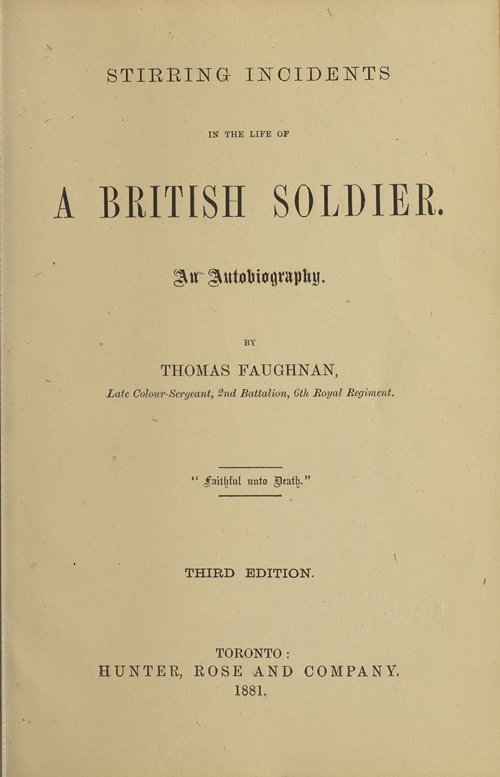 STIRRING INCIDENTS
IN THE LIFE OF
A BRITISH SOLDIER.
An Autobiography.
BY
THOMAS FAUGHNAN,
Late Colour-Sergeant, 2nd Battalion, 6th Royal Regiment.
"Faithful unto Death."
THIRD EDITION.
TORONTO:
HUNTER, ROSE AND COMPANY.
1881.